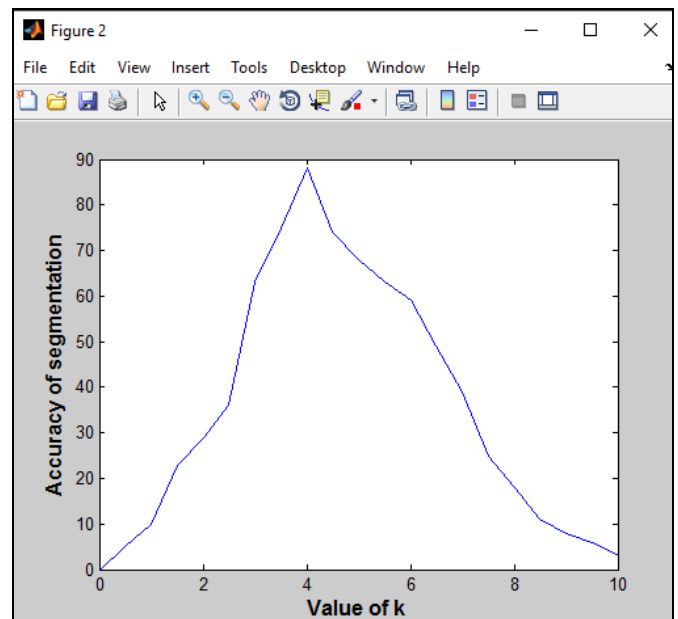 Figure 2
File Edit View Insert Tools Desktop Window Help
90
80
70
60
50
40
30
20
10
0
Accuracy of segmentation
0 2 4 6 8 10
Value of k